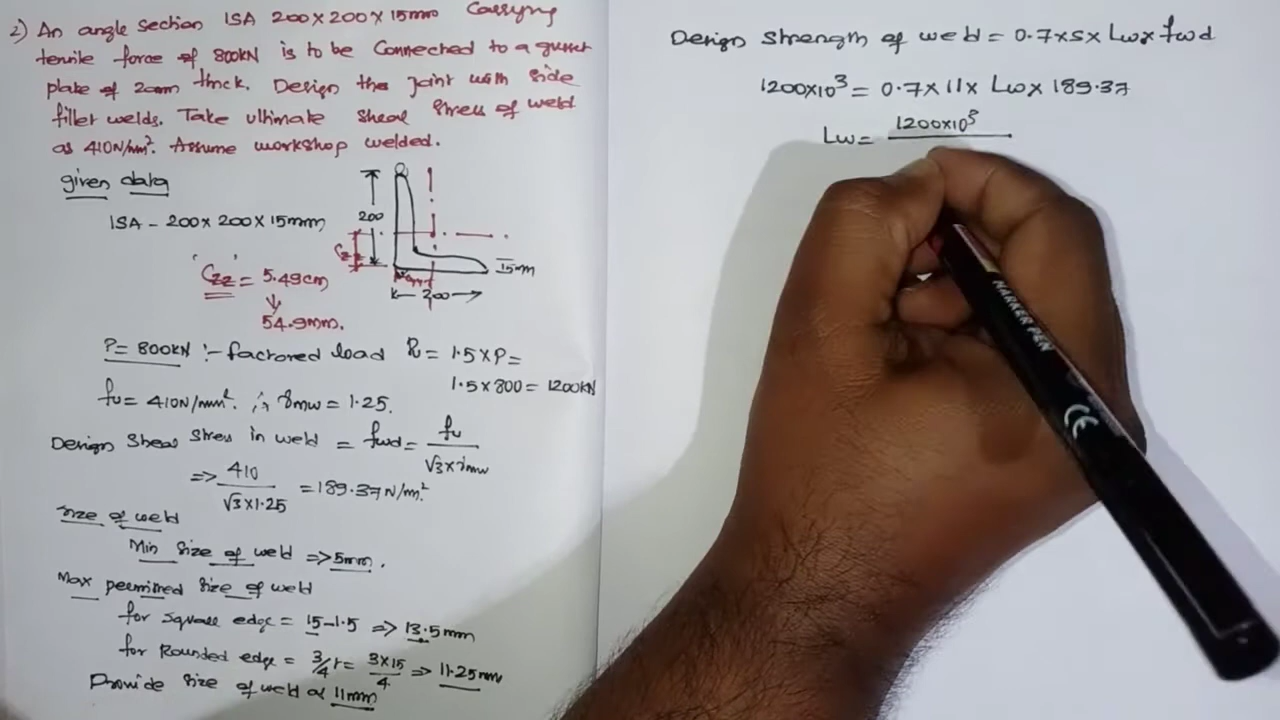 2) An angle section ISA 200×200×15mm Carrying
tensile force of 800kN is to be Connected to a gusset
plate of 20mm thick. Design the joint with side
fillet welds. Take ultimate shear stress of weld
as 410N/mm². Assume workshop welded.
given data
ISA - 200×200×15mm
200
Czz
15mm
200
'Czz' = 5.49cm
54.9mm.
P= 800kN :- factored load Pu = 1.5×P=
1.5×800 = 1200kN
fu= 410N/mm². ∴ γmw = 1.25.
Design Shear Stress in weld = fwd= fu / √3×γmw
=> 410 / √3×1.25 = 189.37N/m²
Size of weld
Min size of weld => 5mm.
Max permitted size of weld
for square edge = 15-1.5 => 13.5mm
for Rounded edge = 3/4 t = 3×15 / 4 => 11.25mm
Provide size of weld of 11mm
Design Strength of weld = 0.7×S× Lw× fwd
1200×10³ = 0.7×11× Lw× 189.37
Lw= 1200×10³
MARKER PEN
CE